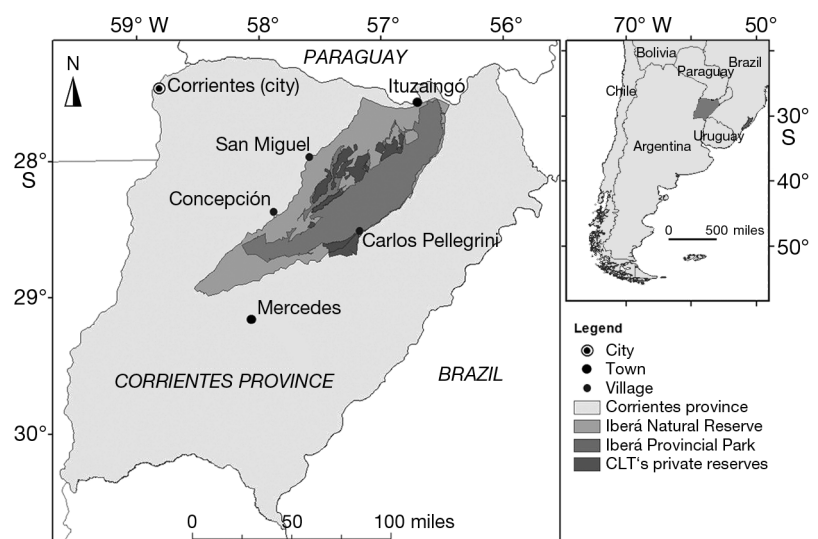 59° W 58° 57° 56°
70° W 50°
PARAGUAY
N
Corrientes (city)
Ituzaingó
San Miguel
28°
S
Concepción
Carlos Pellegrini
29°
Mercedes
CORRIENTES PROVINCE
BRAZIL
30°
0 50 100 miles
Bolivia
Brazil
Paraguay
Chile
30°
S
Uruguay
Argentina
40°
0 500 miles
50°
Legend
City
Town
Village
Corrientes province
Iberá Natural Reserve
Iberá Provincial Park
CLT‘s private reserves